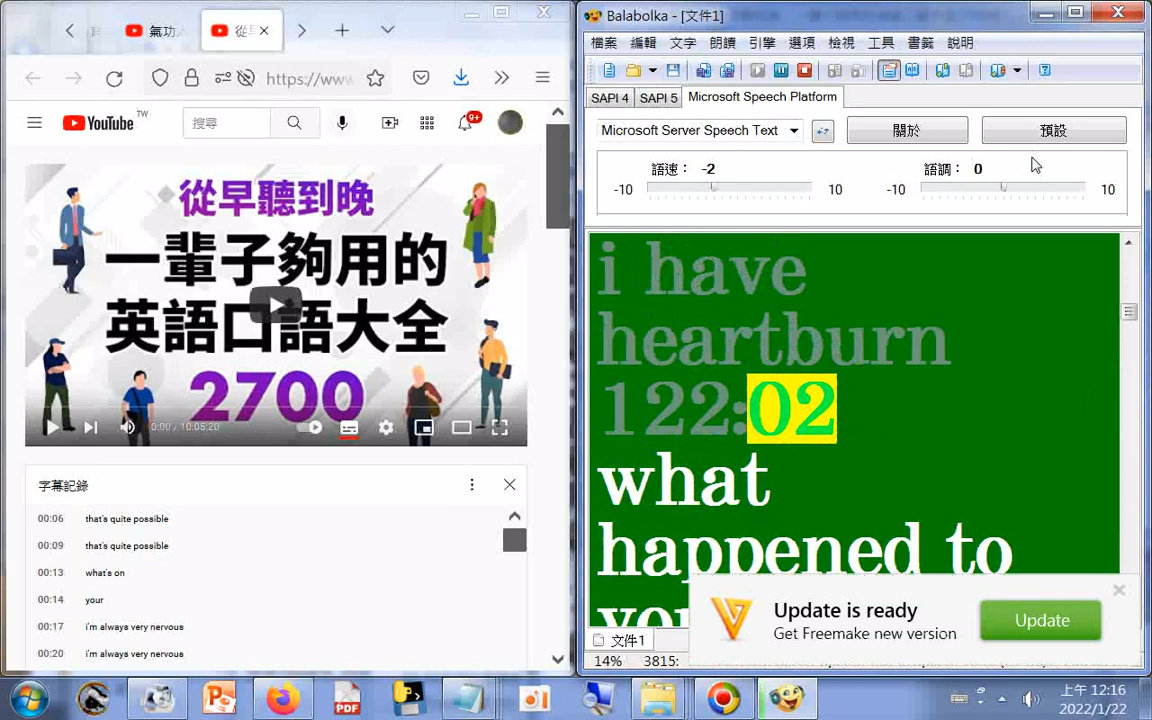 氣功
從
https://www
YouTube TW
搜尋
9+
從早聽到晚
一輩子夠用的
英語口語大全
2700
0:00 / 10:05:20
字幕記錄
00:06 that's quite possible
00:09 that's quite possible
00:13 what's on
00:14 your
00:17 i'm always very nervous
00:20 i'm always very nervous
Balabolka - [文件1]
檔案 編輯 文字 朗讀 引擎 選項 檢視 工具 書籤 說明
SAPI 4 SAPI 5 Microsoft Speech Platform
Microsoft Server Speech Text 關於 預設
語速： -2 語調： 0
-10 10 -10 10
i have
heartburn
122:02
what
happened to
you
Update is ready
Get Freemake new version
Update
文件1
14% 3815:
PDF
上午 12:16
2022/1/22